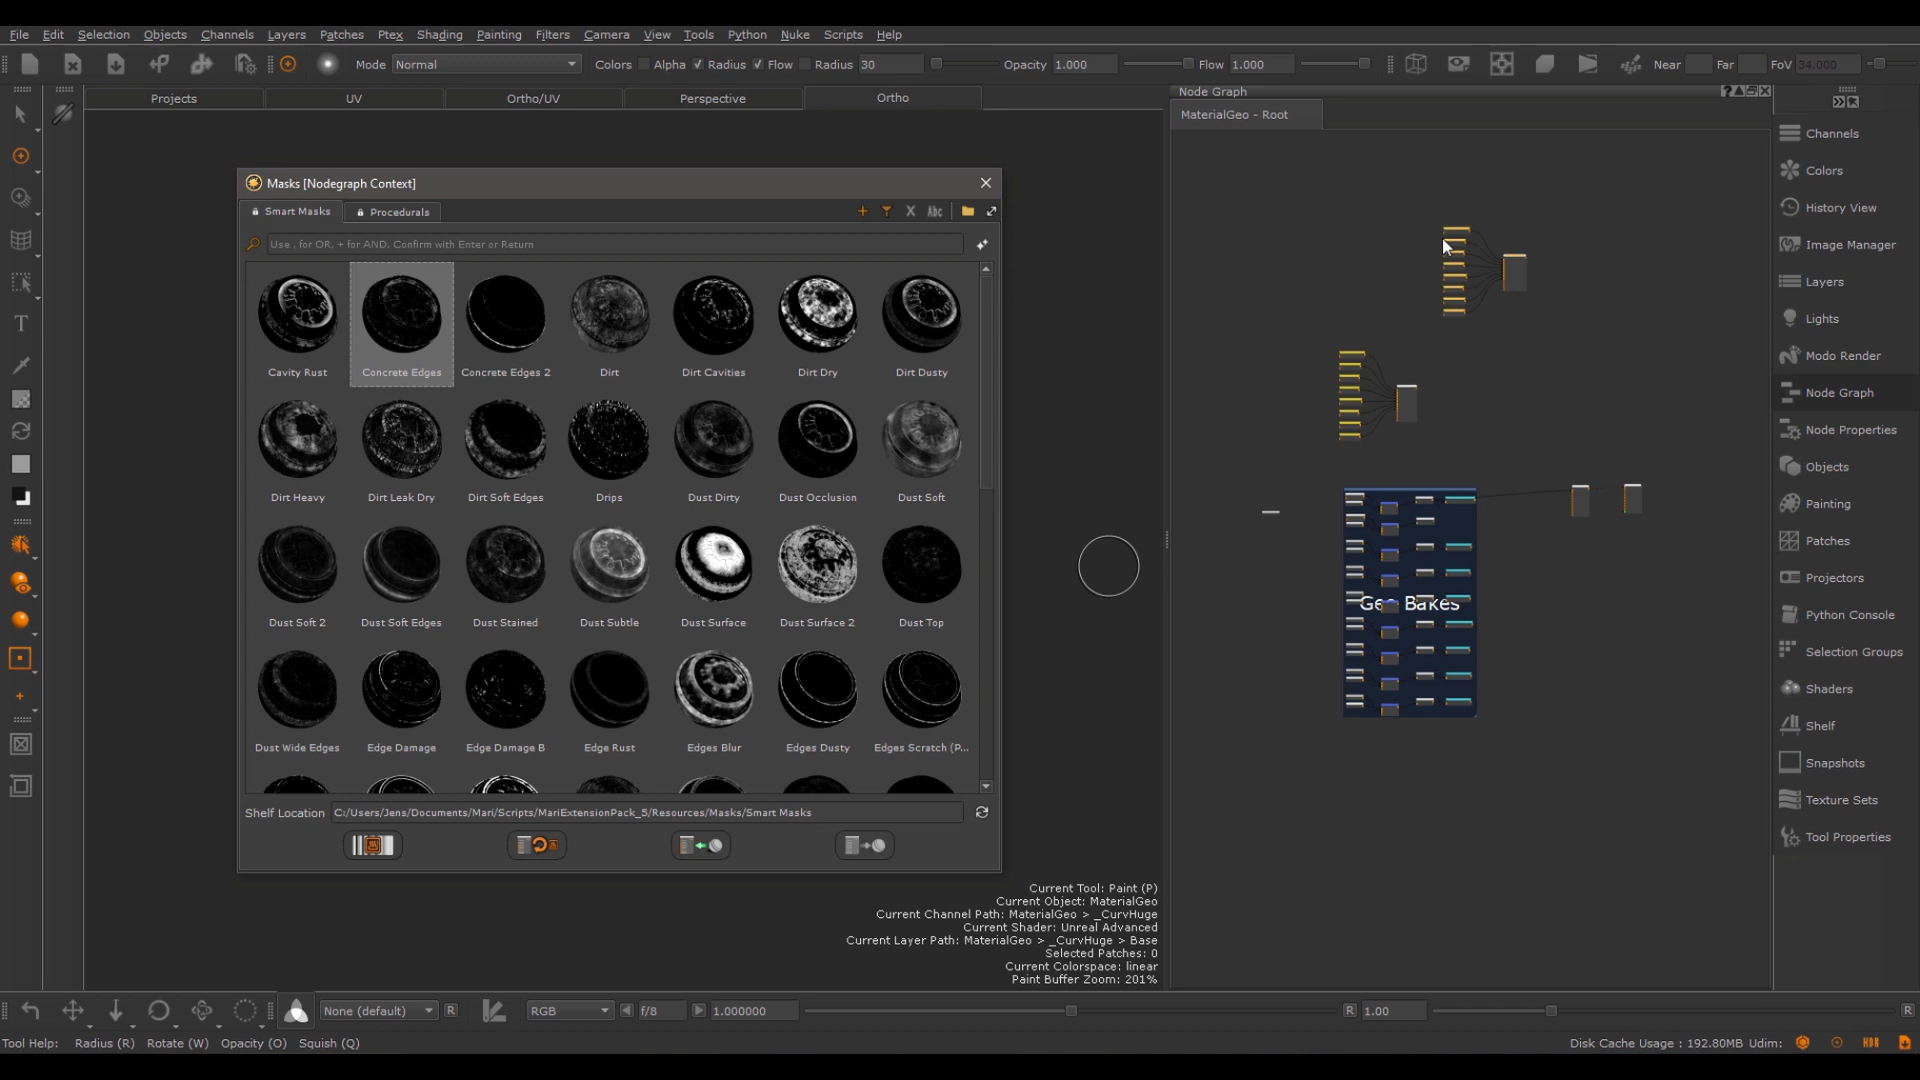 File Edit Selection Objects Channels Layers Patches Ptex Shading Painting Filters Camera View Tools Python Nuke Scripts Help
Mode Normal Colors Alpha Radius Flow Radius 30 Opacity 1.000 Flow 1.000 Near Far FoV 34.000
Projects UV Ortho/UV Perspective Ortho
Node Graph
MaterialGeo - Root
Masks [Nodegraph Context]
Smart Masks Procedurals Abc
Use , for OR, + for AND. Confirm with Enter or Return
Cavity Rust Concrete Edges Concrete Edges 2 Dirt Dirt Cavities Dirt Dry Dirt Dusty
Dirt Heavy Dirt Leak Dry Dirt Soft Edges Drips Dust Dirty Dust Occlusion Dust Soft
Dust Soft 2 Dust Soft Edges Dust Stained Dust Subtle Dust Surface Dust Surface 2 Dust Top
Dust Wide Edges Edge Damage Edge Damage B Edge Rust Edges Blur Edges Dusty Edges Scratch (P...
Shelf Location C:/Users/Jens/Documents/Mari/Scripts/MariExtensionPack_5/Resources/Masks/Smart Masks
Geo Bakes
Channels
Colors
History View
Image Manager
Layers
Lights
Modo Render
Node Graph
Node Properties
Objects
Painting
Patches
Projectors
Python Console
Selection Groups
Shaders
Shelf
Snapshots
Texture Sets
Tool Properties
Current Tool: Paint (P)
Current Object: MaterialGeo
Current Channel Path: MaterialGeo > _CurvHuge
Current Shader: Unreal Advanced
Current Layer Path: MaterialGeo > _CurvHuge > Base
Selected Patches: 0
Current Colorspace: linear
Paint Buffer Zoom: 201%
None (default) R RGB f/8 1.000000 R 1.00 R
Tool Help: Radius (R) Rotate (W) Opacity (O) Squish (Q) Disk Cache Usage : 192.80MB Udim: HDR